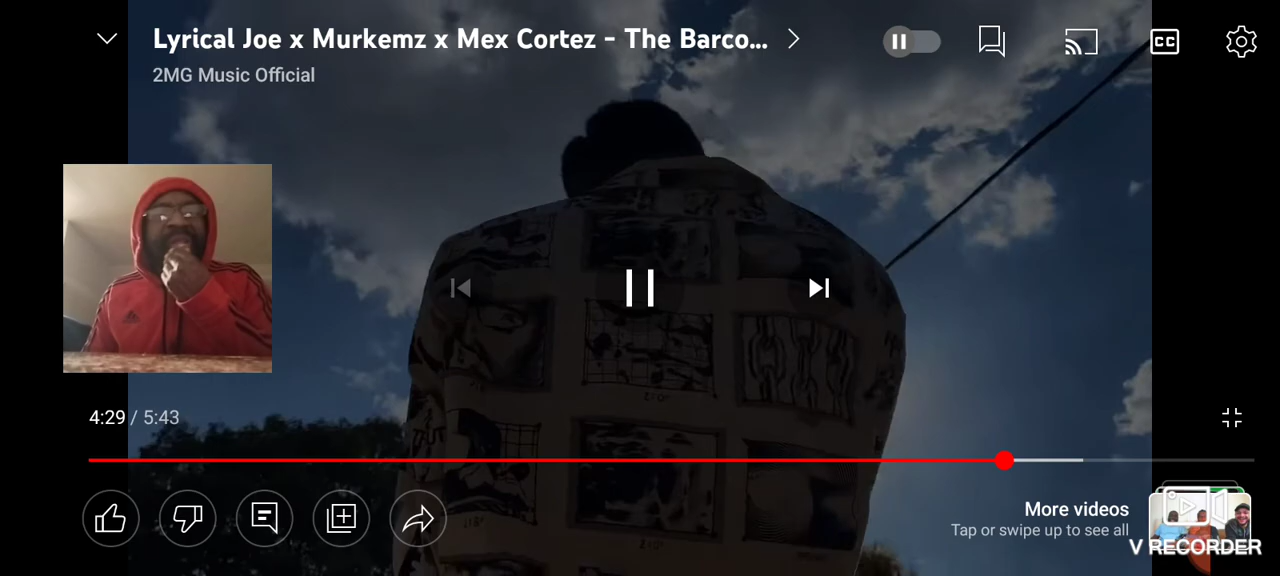 Lyrical Joe x Murkemz x Mex Cortez - The Barco...
2MG Music Official
CC
4:29 / 5:43
More videos
Tap or swipe up to see all
V RECORDER